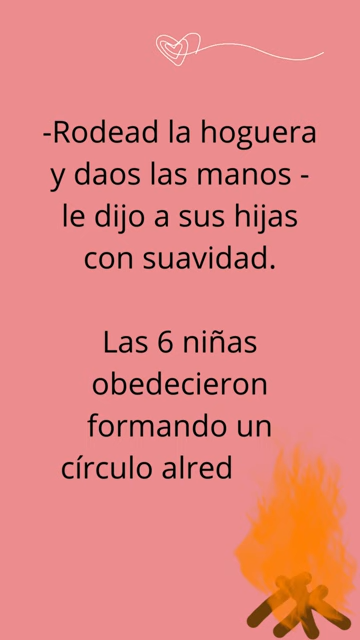 -Rodead la hoguera
y daos las manos -
le dijo a sus hijas
con suavidad.
Las 6 niñas
obedecieron
formando un
círculo alred